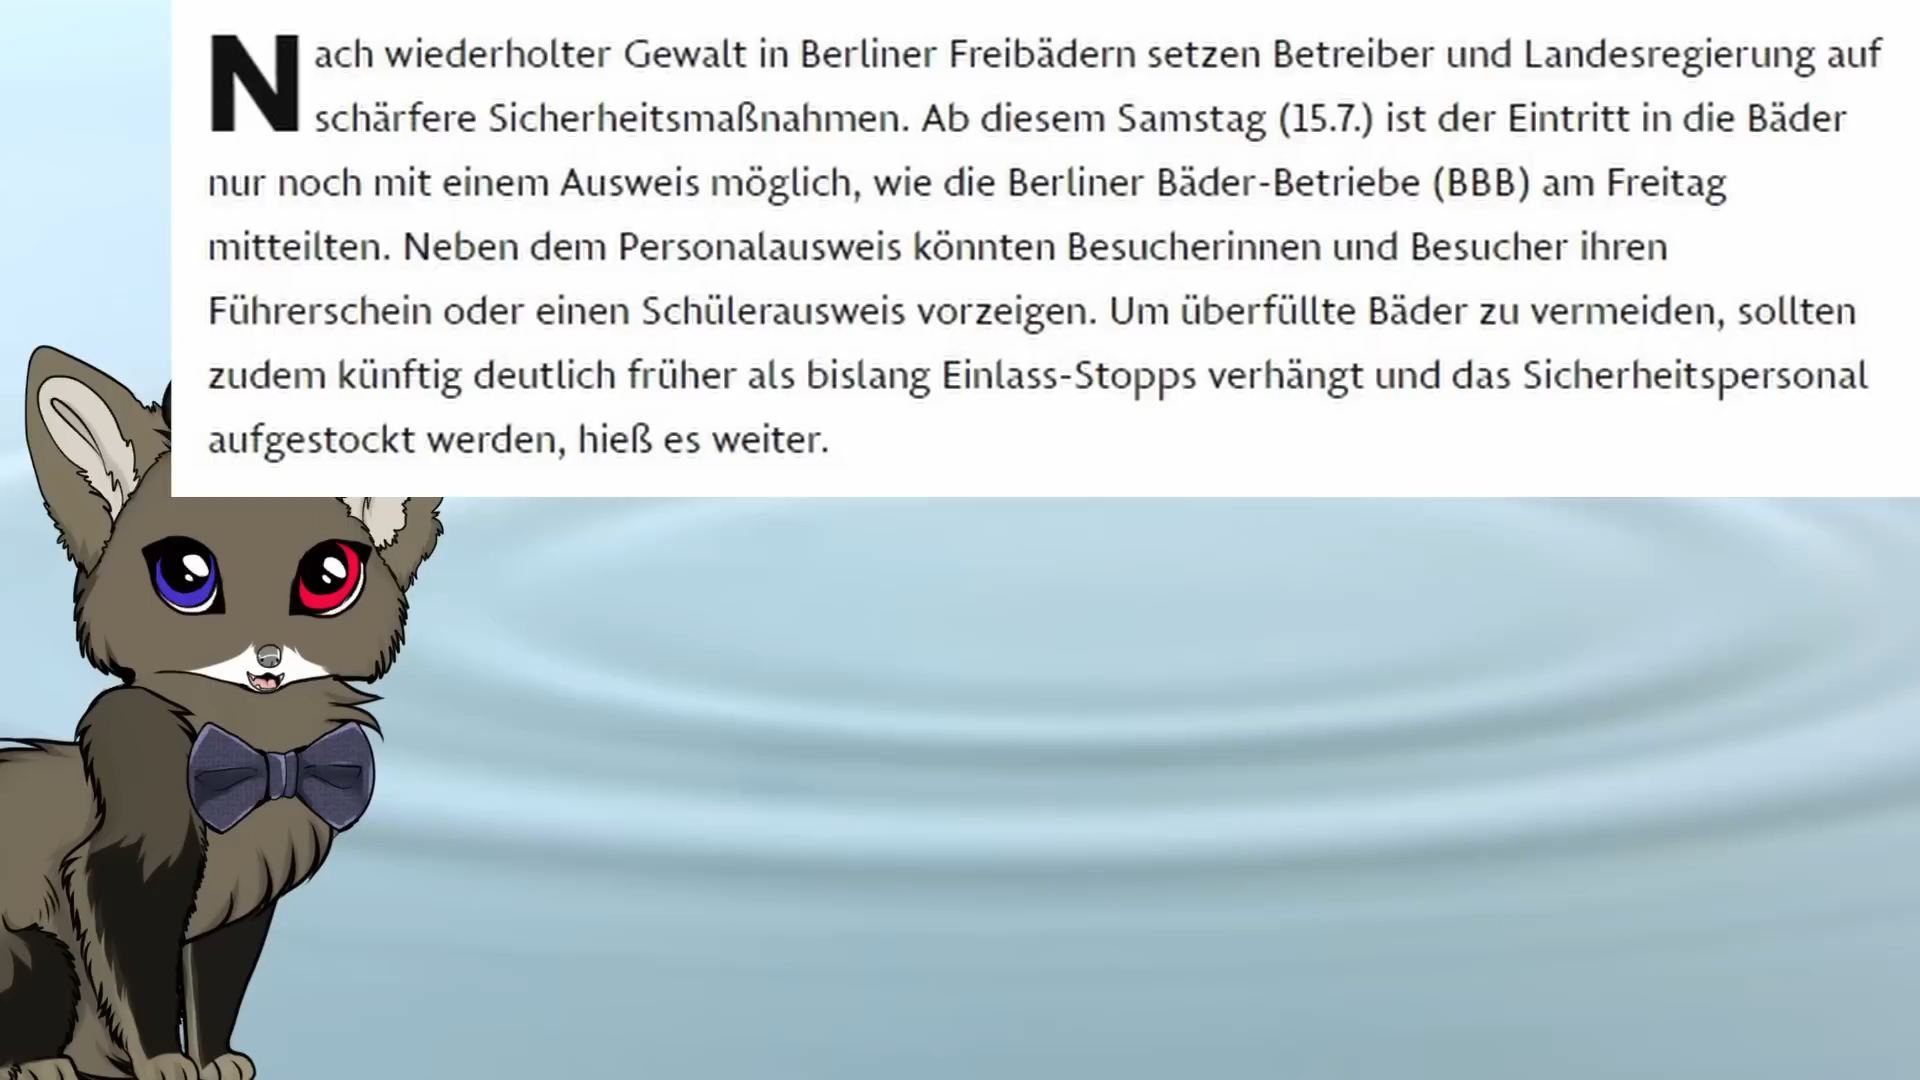 Nach wiederholter Gewalt in Berliner Freibädern setzen Betreiber und Landesregierung auf
schärfere Sicherheitsmaßnahmen. Ab diesem Samstag (15.7.) ist der Eintritt in die Bäder
nur noch mit einem Ausweis möglich, wie die Berliner Bäder-Betriebe (BBB) am Freitag
mitteilten. Neben dem Personalausweis könnten Besucherinnen und Besucher ihren
Führerschein oder einen Schülerausweis vorzeigen. Um überfüllte Bäder zu vermeiden, sollten
zudem künftig deutlich früher als bislang Einlass-Stopps verhängt und das Sicherheitspersonal
aufgestockt werden, hieß es weiter.